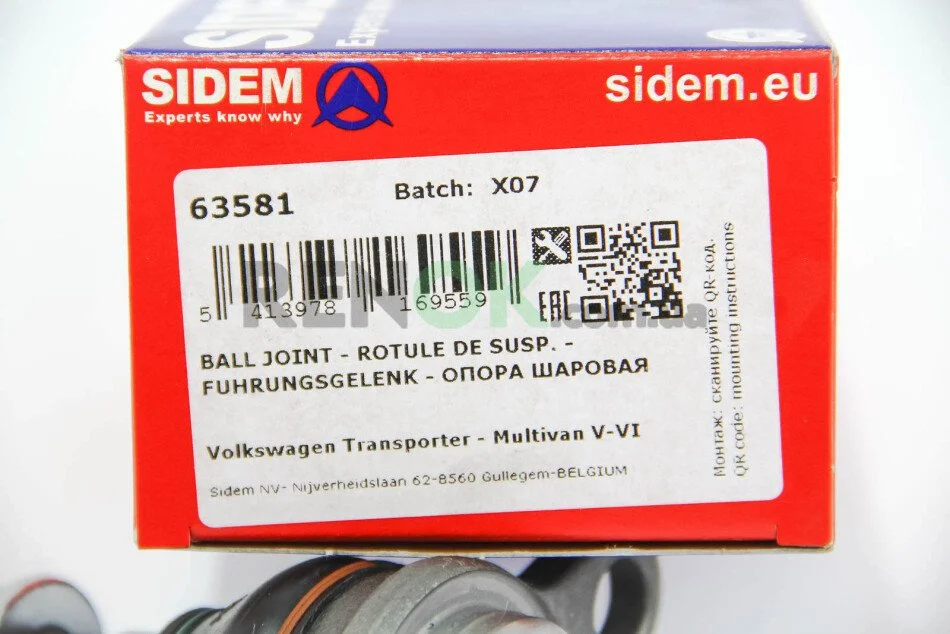 SIDEM
Experts know why
sidem.eu
63581
Batch: X07
5 413978 169559
EAC
RENOK.com.ua
BALL JOINT - ROTULE DE SUSP. -
FUHRUNGSGELENK - ОПОРА ШАРОВАЯ
Volkswagen Transporter - Multivan V-VI
Sidem NV- Nijverheidslaan 62-8560 Gullegem-BELGIUM
Монтаж: сканируйте QR-код.
QR code: mounting instructions